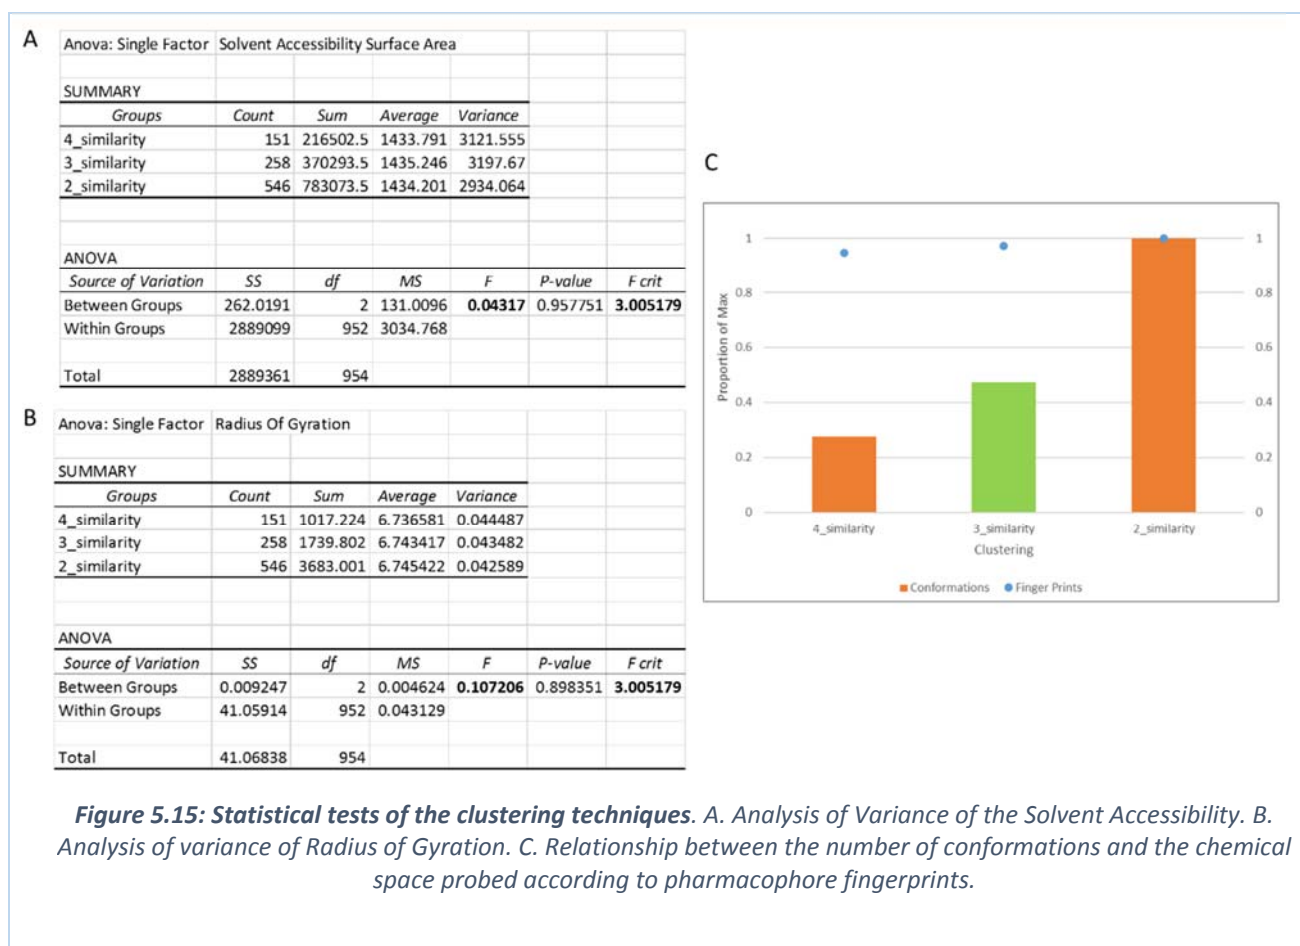 A
Anova: Single Factor Solvent Accessibility Surface Area
SUMMARY
Groups Count Sum Average Variance
4_similarity 151 216502.5 1433.791 3121.555
3_similarity 258 370293.5 1435.246 3197.67
2_similarity 546 783073.5 1434.201 2934.064
ANOVA
Source of Variation SS df MS F P-value F crit
Between Groups 262.0191 2 131.0096 0.04317 0.957751 3.005179
Within Groups 2889099 952 3034.768
Total 2889361 954
B
Anova: Single Factor Radius Of Gyration
SUMMARY
Groups Count Sum Average Variance
4_similarity 151 1017.224 6.736581 0.044487
3_similarity 258 1739.802 6.743417 0.043482
2_similarity 546 3683.001 6.745422 0.042589
ANOVA
Source of Variation SS df MS F P-value F crit
Between Groups 0.009247 2 0.004624 0.107206 0.898351 3.005179
Within Groups 41.05914 952 0.043129
Total 41.06838 954
C
Proportion of Max
1 1
0.8 0.8
0.6 0.6
0.4 0.4
0.2 0.2
0 0
4_similarity 3_similarity 2_similarity
Clustering
Conformations Finger Prints
Figure 5.15: Statistical tests of the clustering techniques. A. Analysis of Variance of the Solvent Accessibility. B.
Analysis of variance of Radius of Gyration. C. Relationship between the number of conformations and the chemical
space probed according to pharmacophore fingerprints.